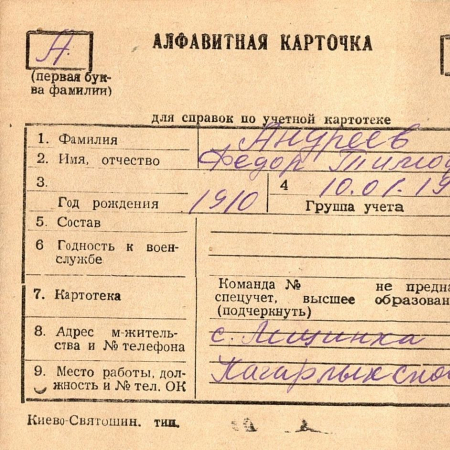 А
АЛФАВИТНАЯ КАРТОЧКА
(первая бук-
ва фамилии)
для справок по учетной картотеке
1. Фамилия Андреев
2. Имя, отчество Федор Тимо
3.
Год рождения 1910
4 10.01.19
Группа учета
5. Состав
6 Годность к воен-
службе
7. Картотека
Команда № не предна
спецучет, высшее образован
(подчеркнуть)
8. Адрес м-житель-
ства и № телефона
с. Лещинка
9. Место работы, дол-
жность и № тел. ОК
Кагарлыкско
Киево-Святошин. тип.